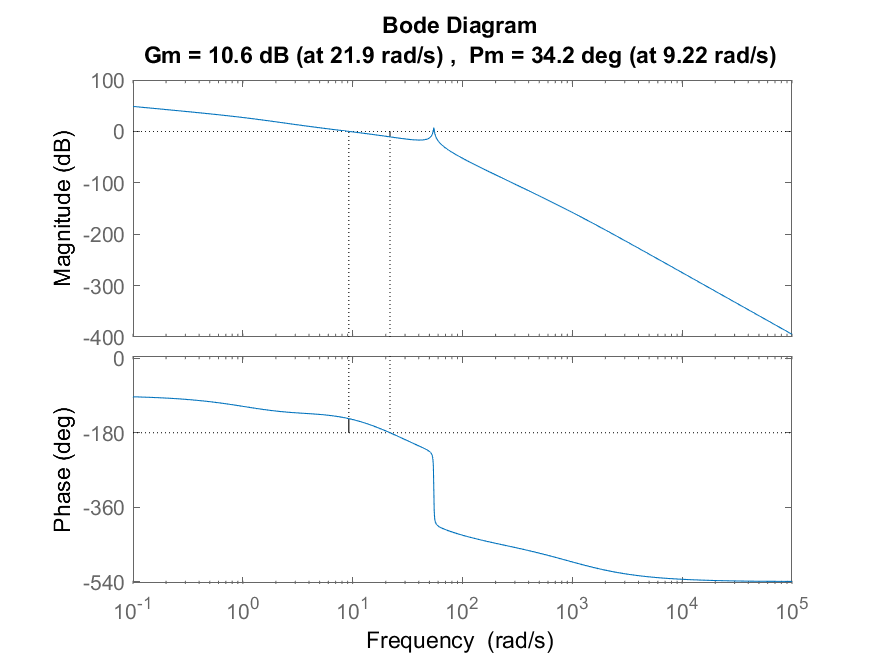 Bode Diagram
Gm = 10.6 dB (at 21.9 rad/s) ,  Pm = 34.2 deg (at 9.22 rad/s)
Magnitude (dB)
100
0
-100
-200
-300
-400
Phase (deg)
0
-180
-360
-540
10^-1 10^0 10^1 10^2 10^3 10^4 10^5
Frequency  (rad/s)